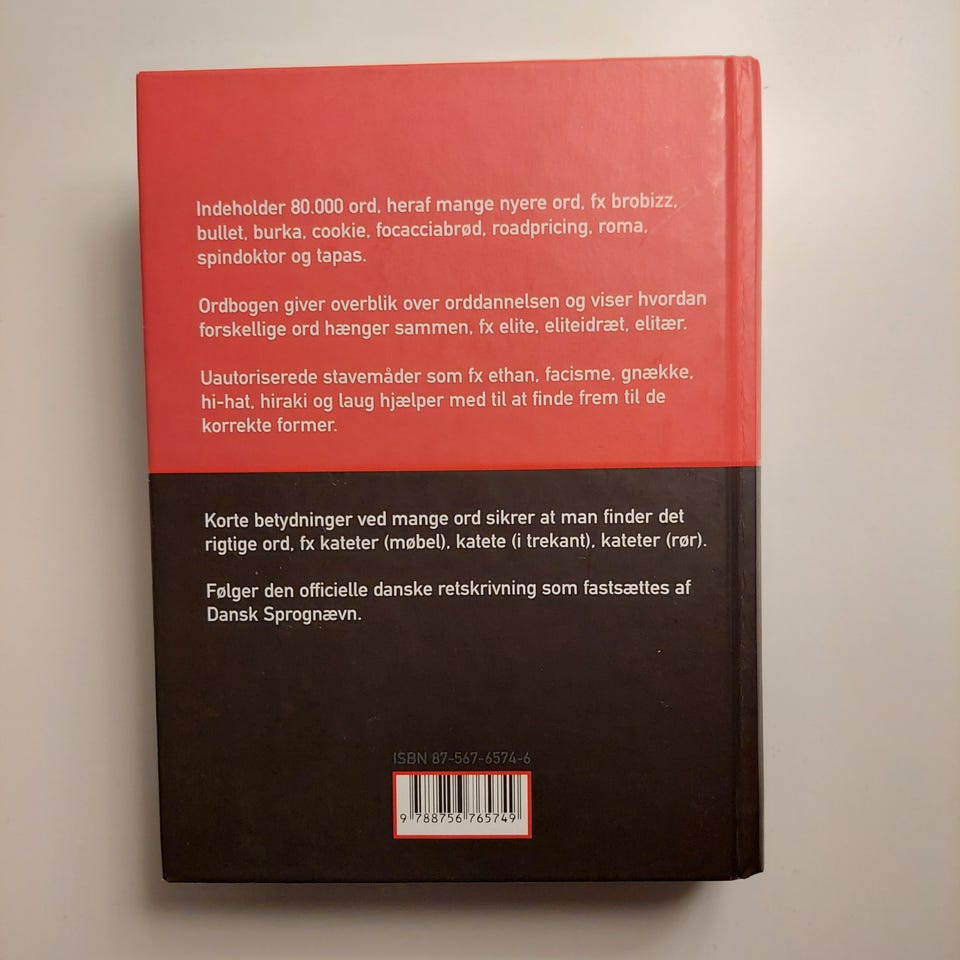 Indeholder 80.000 ord, heraf mange nyere ord, fx brobizz,
bullet, burka, cookie, focacciabrød, roadpricing, roma,
spindoktor og tapas.
Ordbogen giver overblik over orddannelsen og viser hvordan
forskellige ord hænger sammen, fx elite, eliteidræt, elitær.
Uautoriserede stavemåder som fx ethan, facisme, gnække,
hi-hat, hiraki og laug hjælper med til at finde frem til de
korrekte former.
Korte betydninger ved mange ord sikrer at man finder det
rigtige ord, fx kateter (møbel), katete (i trekant), kateter (rør).
Følger den officielle danske retskrivning som fastsættes af
Dansk Sprognævn.
ISBN 87-567-6574-6
9 788756 765749